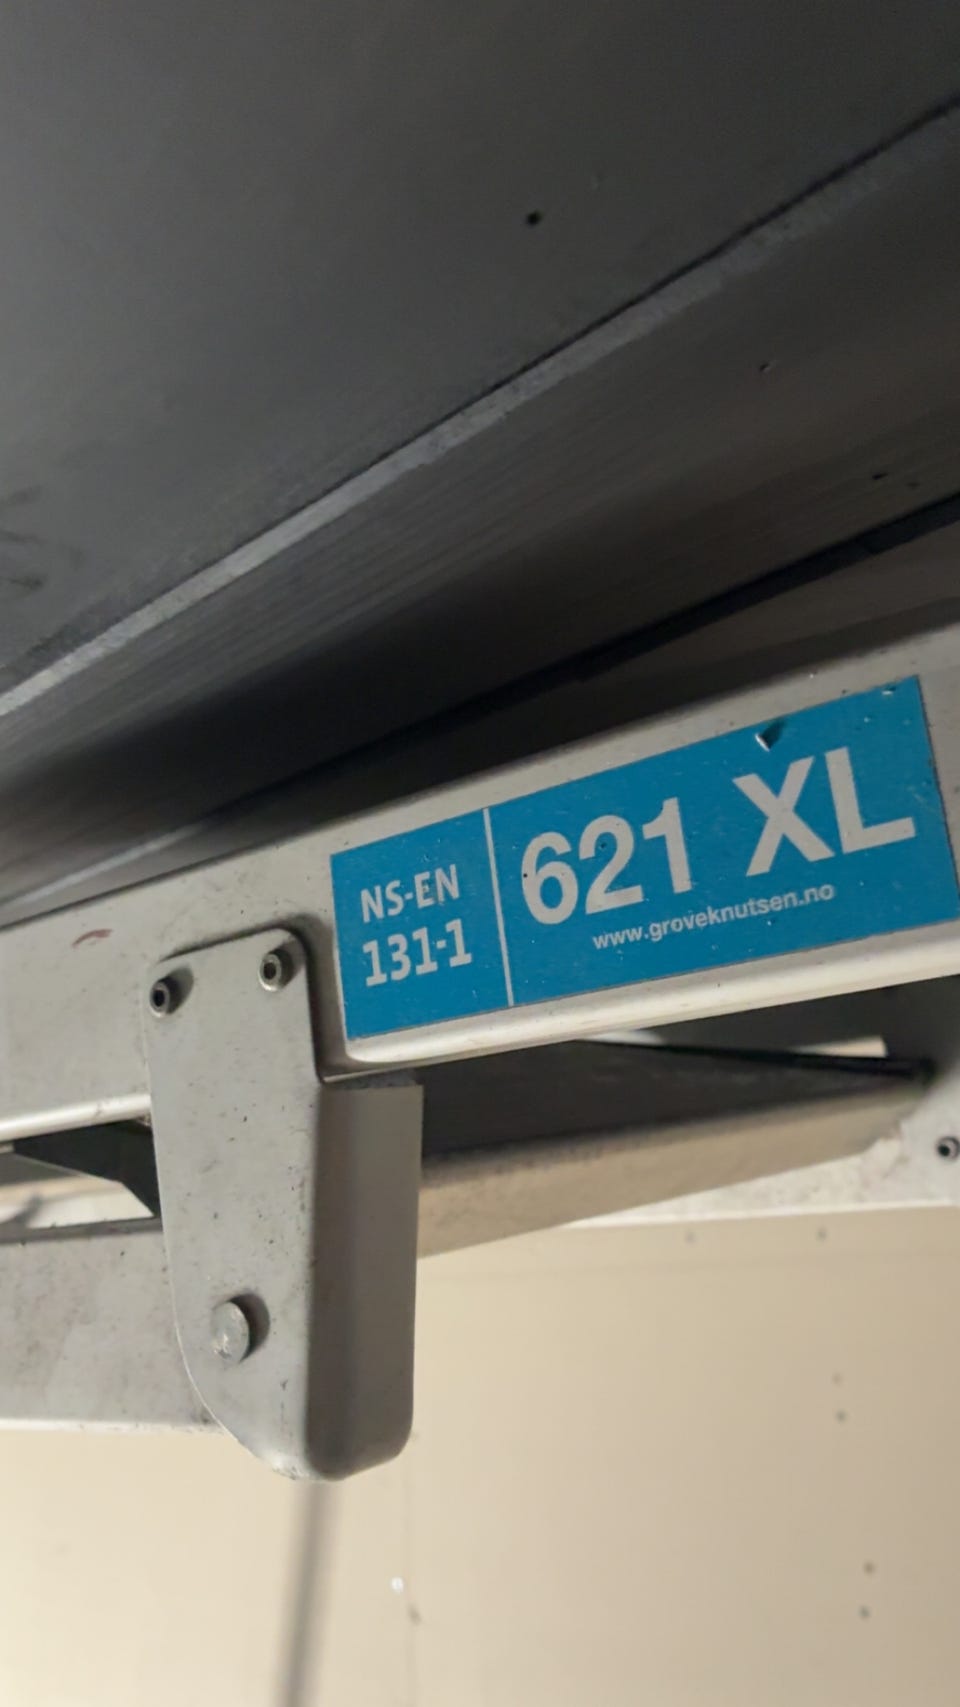 NS-EN
131-1
621 XL
www.groveknutsen.no